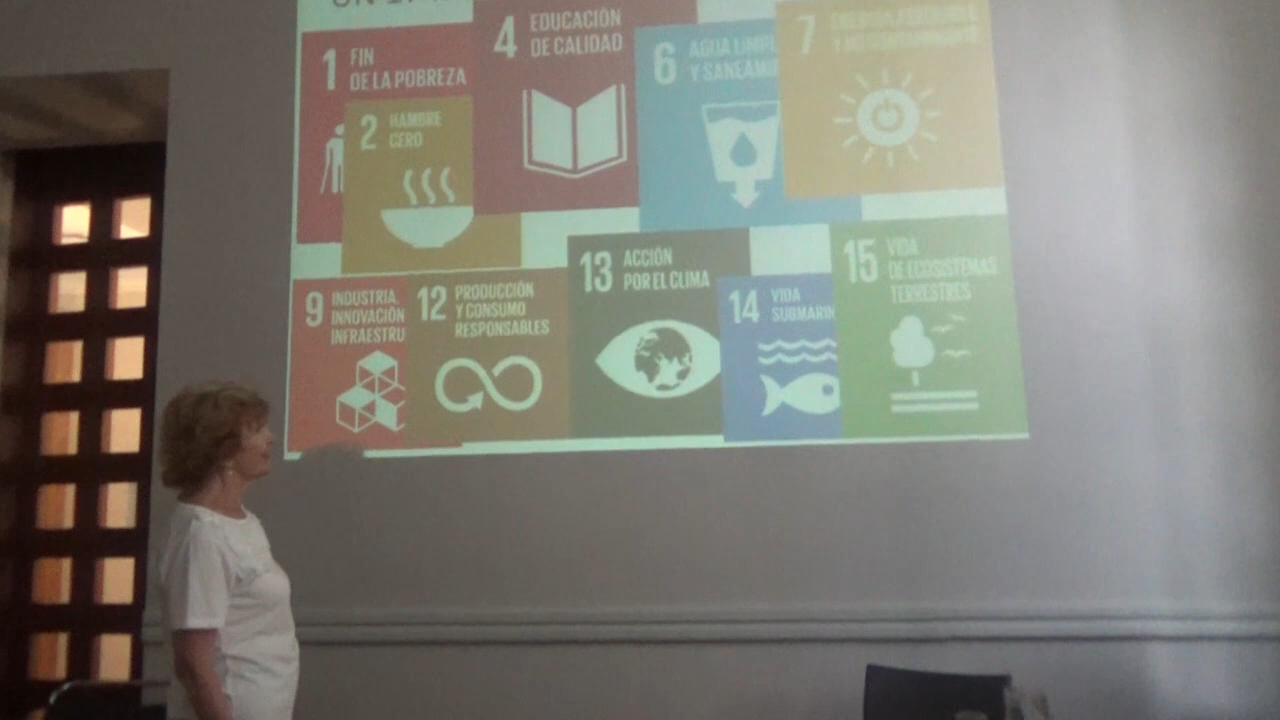 1 FIN
DE LA POBREZA
2 HAMBRE
CERO
4 EDUCACIÓN
DE CALIDAD
6 AGUA
Y
7
Y
9 INDUSTRIA,
INNOVACIÓN
12 PRODUCCIÓN
Y CONSUMO
RESPONSABLES
13 ACCIÓN
POR EL CLIMA
14 VIDA
15 VIDA
DE ECOSISTEMAS
TERRESTRES